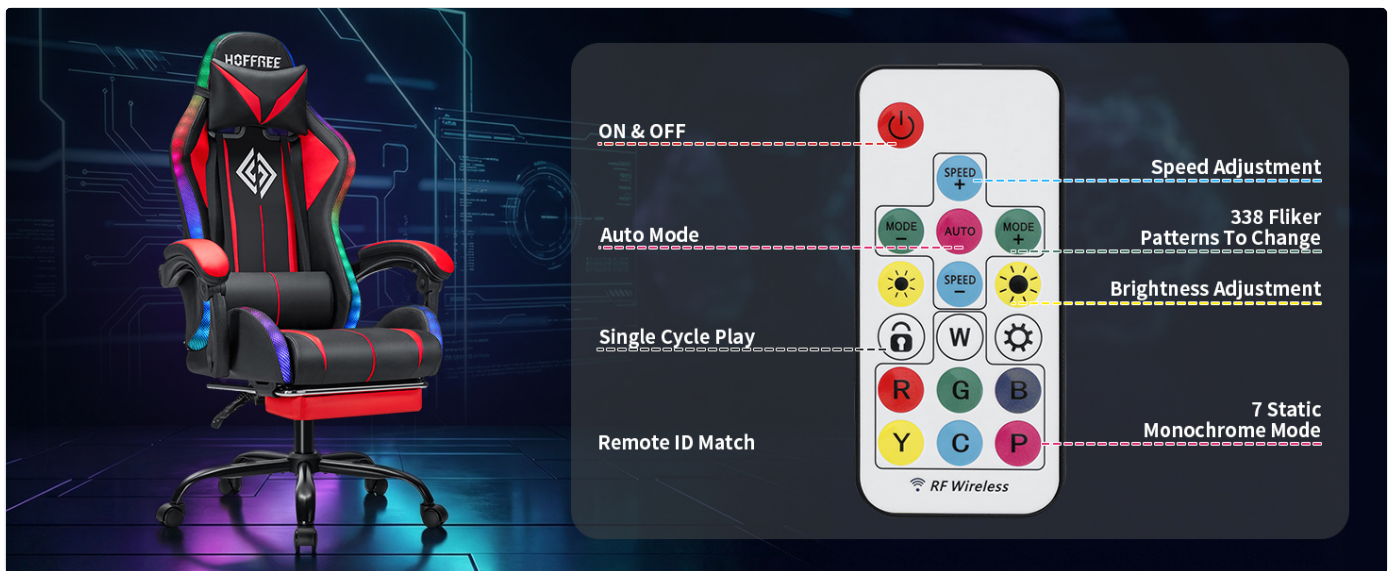 HOFFREE
ON & OFF
Auto Mode
Single Cycle Play
Remote ID Match
SPEED
+
MODE
−
AUTO
MODE
+
SPEED
−
W
R
G
B
Y
C
P
RF Wireless
Speed Adjustment
338 Fliker
Patterns To Change
Brightness Adjustment
7 Static
Monochrome Mode